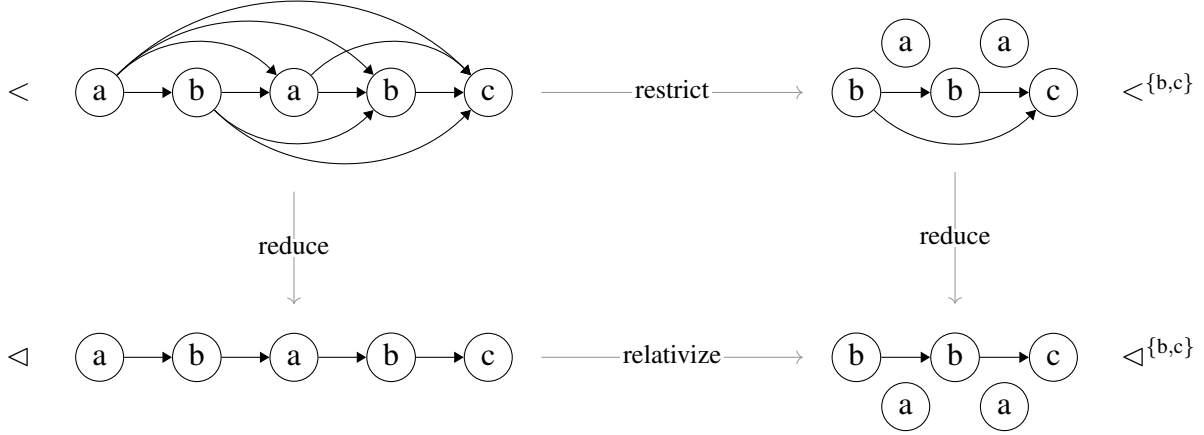 a a
< a b a b c restrict b b c <{b,c}
reduce reduce
◁ a b a b c relativize b b c ◁{b,c}
a a